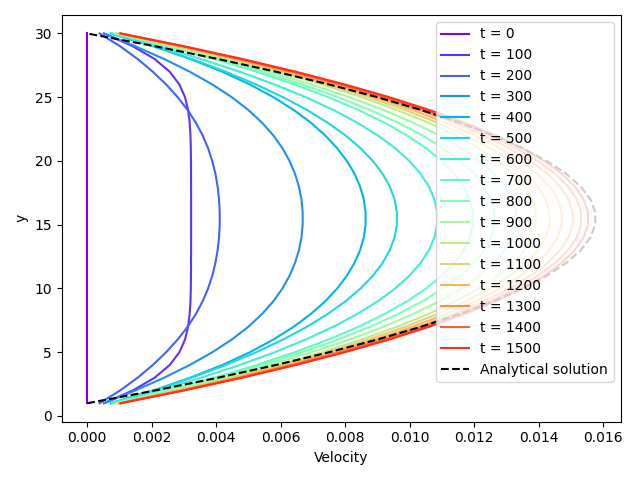 30
25
20
15
10
5
0
y
0.000 0.002 0.004 0.006 0.008 0.010 0.012 0.014 0.016
Velocity
t = 0
t = 100
t = 200
t = 300
t = 400
t = 500
t = 600
t = 700
t = 800
t = 900
t = 1000
t = 1100
t = 1200
t = 1300
t = 1400
t = 1500
Analytical solution